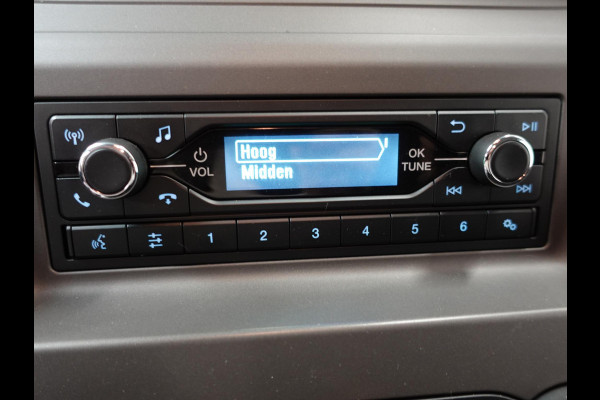 Hoog
Midden
VOL
OK
TUNE
1 2 3 4 5 6